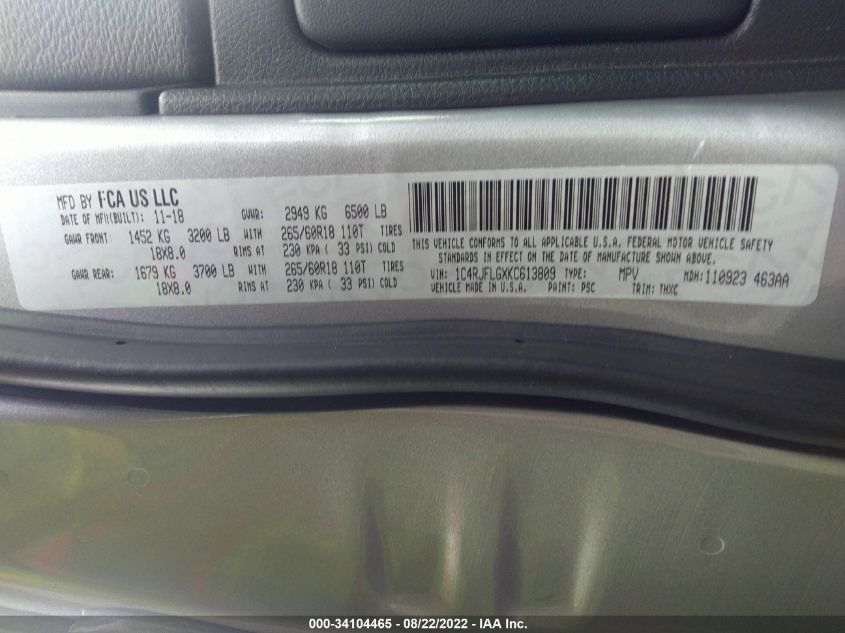 MFD BY FCA US LLC
DATE OF MFR(BUILT): 11-18 GVWR: 2949 KG 6500 LB
GAWR FRONT: 1452 KG 3200 LB WITH 265/60R18 110T TIRES
18X8.0 RIMS AT 230 KPA ( 33 PSI) COLD
GAWR REAR: 1679 KG 3700 LB WITH 265/60R18 110T TIRES
18X8.0 RIMS AT 230 KPA ( 33 PSI) COLD
THIS VEHICLE CONFORMS TO ALL APPLICABLE U.S.A. FEDERAL MOTOR VEHICLE SAFETY
STANDARDS IN EFFECT ON THE DATE OF MANUFACTURE SHOWN ABOVE.
VIN: 1C4RJFLGXKC613809 TYPE: MPV MDH: 110923 463AA
VEHICLE MADE IN U.S.A. PAINT: PSC TRIM: THXC
000-34104465 - 08/22/2022 - IAA Inc.